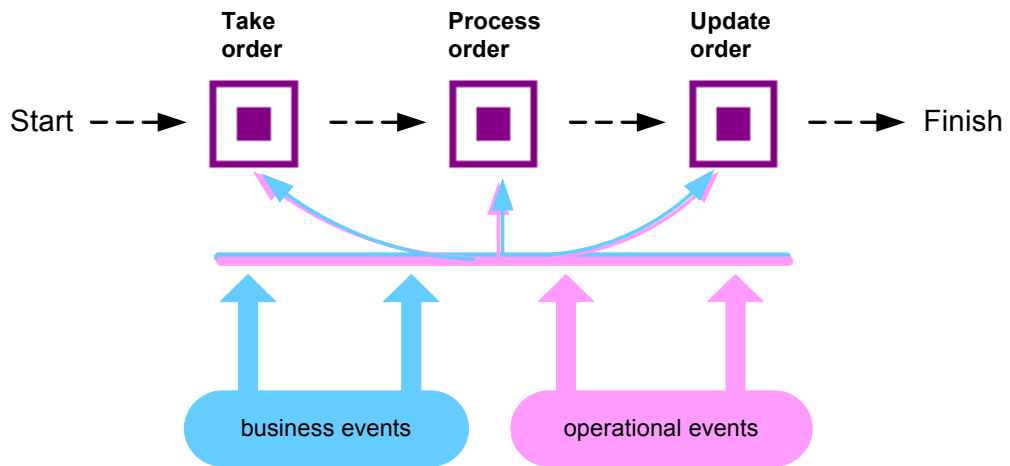 Take
order
Process
order
Update
order
Start
Finish
business events
operational events